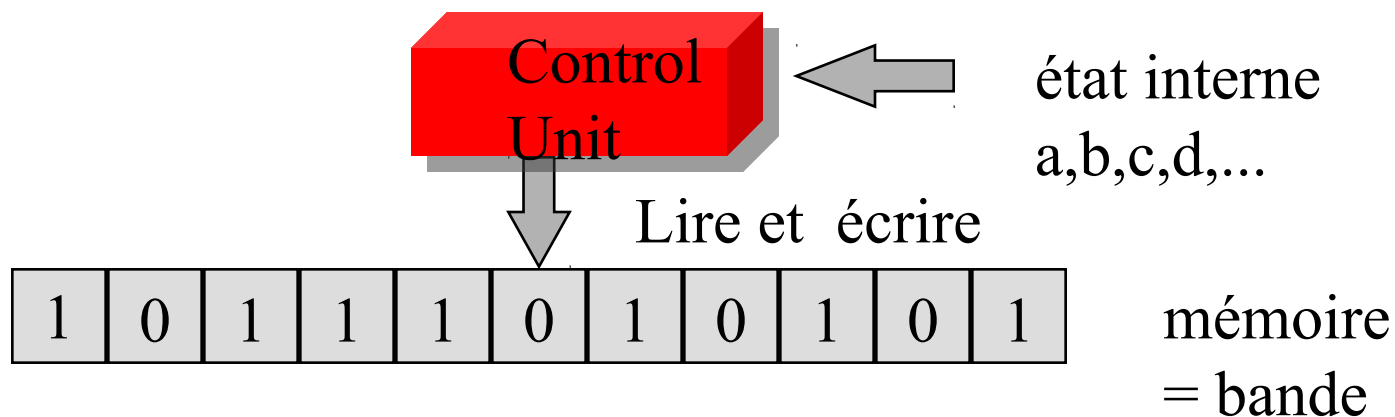 Control
Unit
état interne
a,b,c,d,...
Lire et écrire
1 0 1 1 1 0 1 0 1 0 1
mémoire
= bande